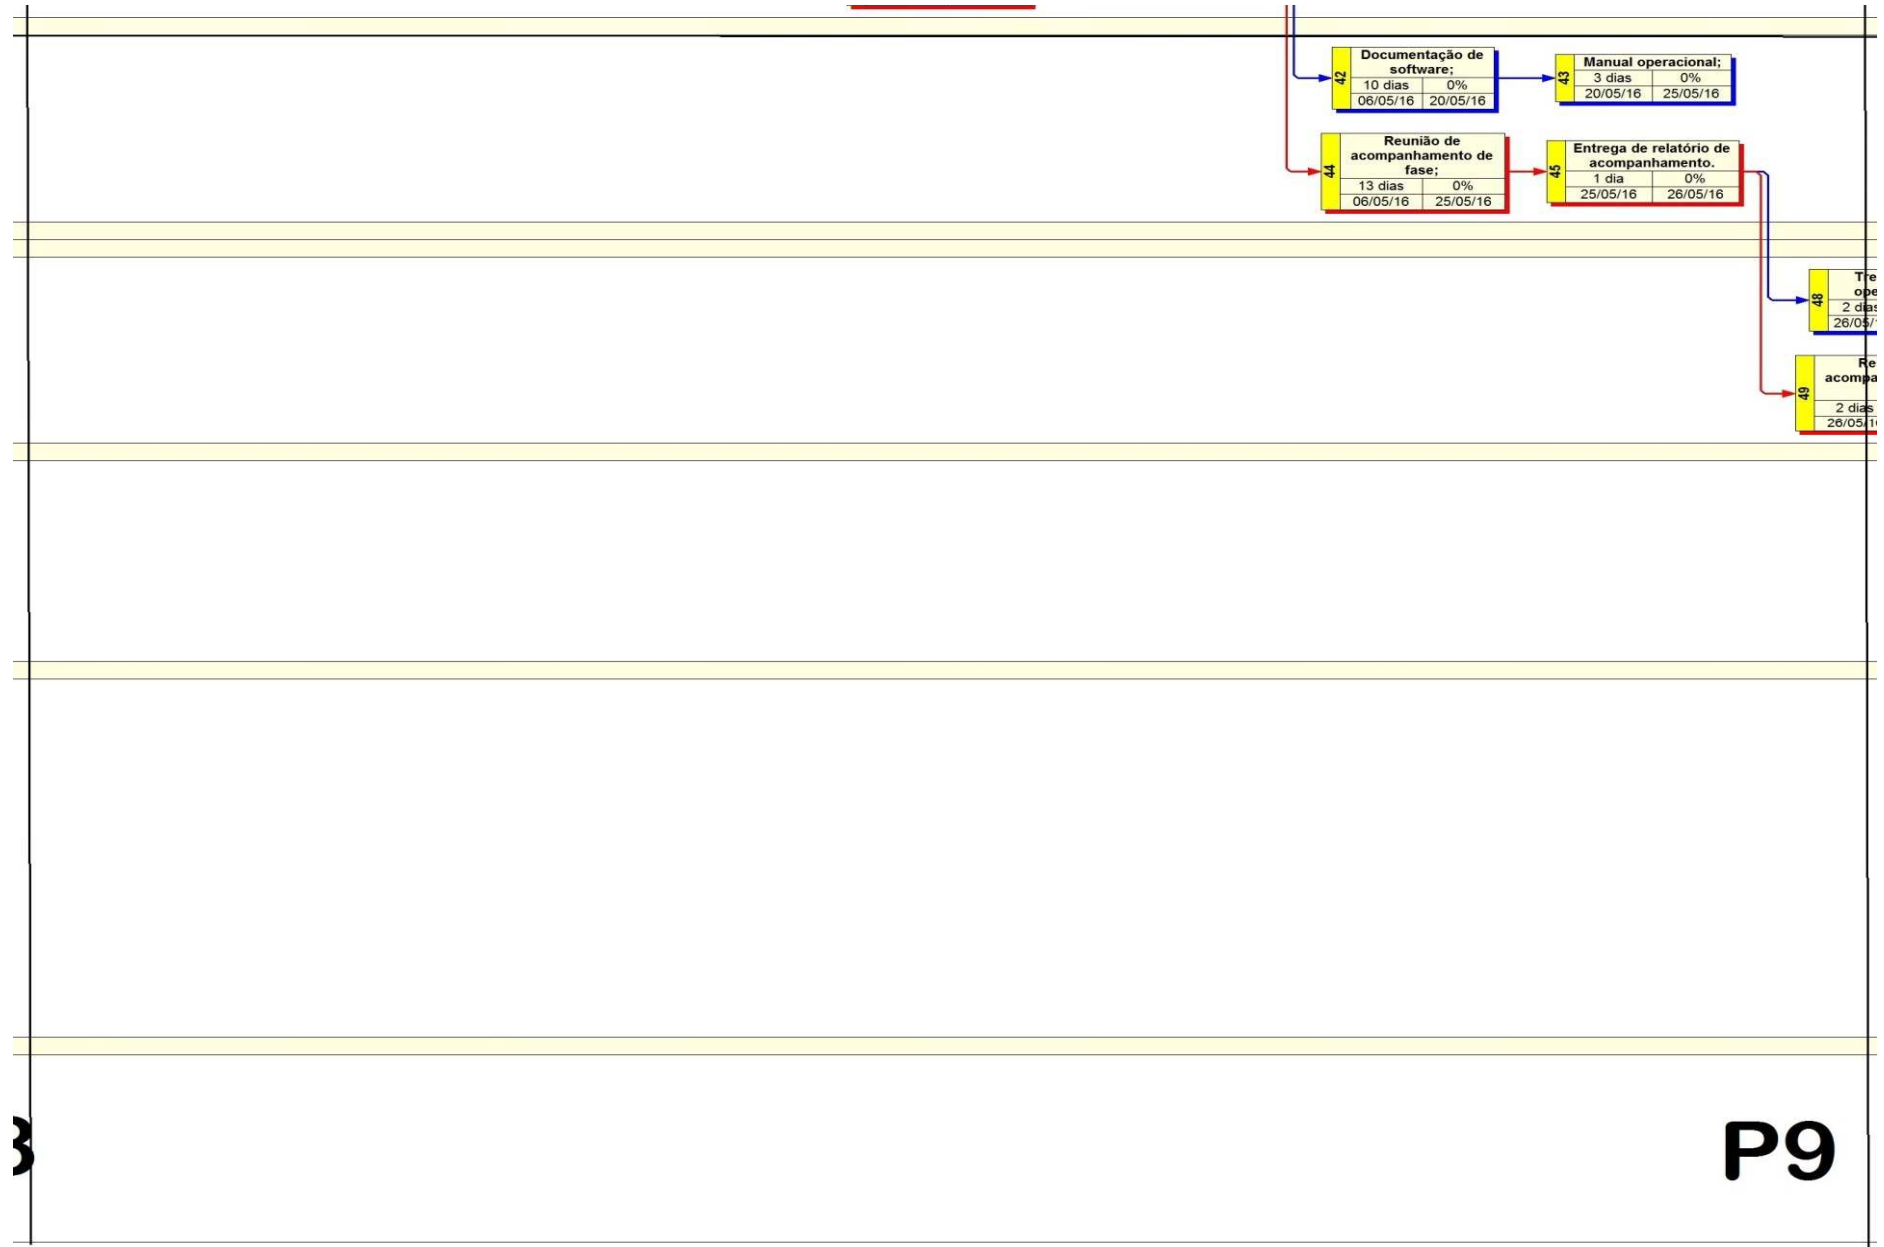 42
Documentação de
software;
10 dias 0%
06/05/16 20/05/16
43
Manual operacional;
3 dias 0%
20/05/16 25/05/16
44
Reunião de
acompanhamento de
fase;
13 dias 0%
06/05/16 25/05/16
45
Entrega de relatório de
acompanhamento.
1 dia 0%
25/05/16 26/05/16
48
2 dias
49
2 dias
P9